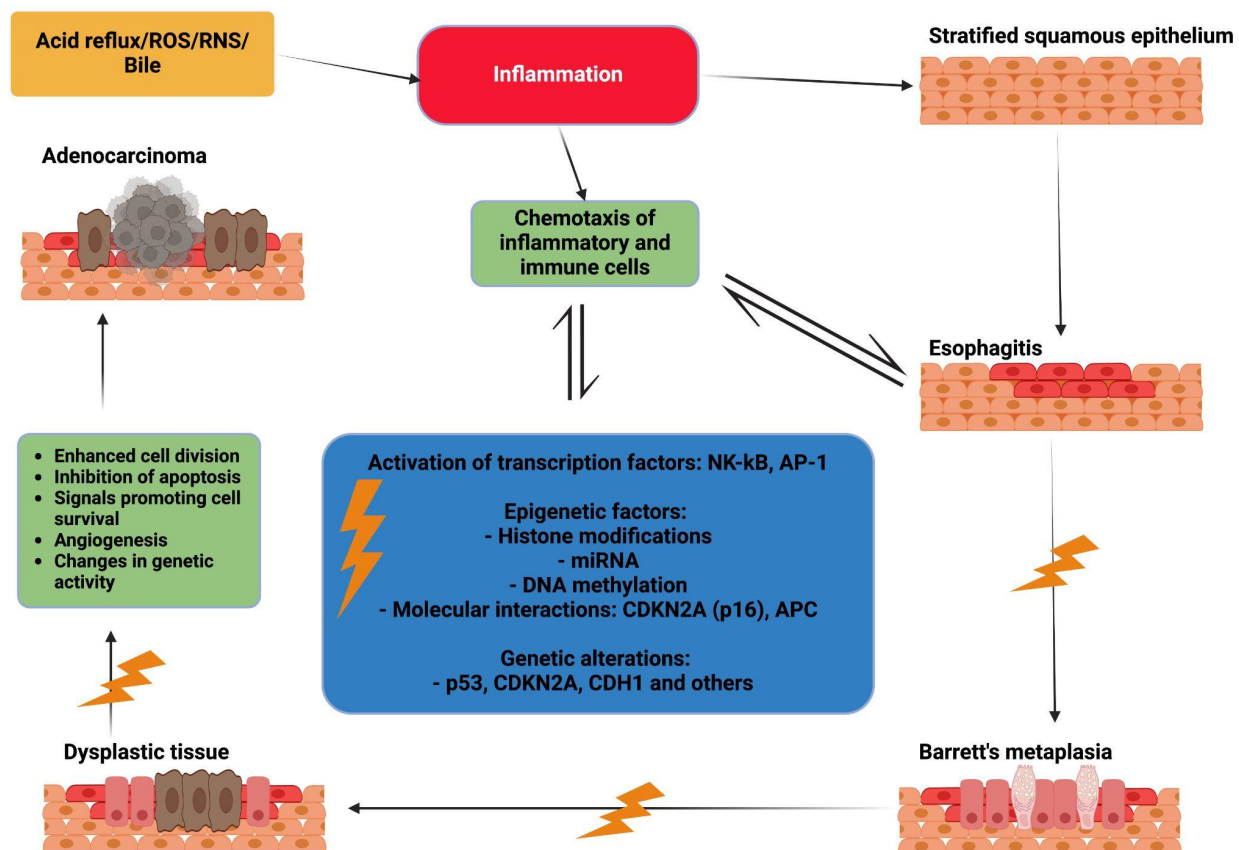 Acid reflux/ROS/RNS/
Bile
Inflammation
Stratified squamous epithelium
Adenocarcinoma
Chemotaxis of
inflammatory and
immune cells
Esophagitis
• Enhanced cell division
• Inhibition of apoptosis
• Signals promoting cell
survival
• Angiogenesis
• Changes in genetic
activity
Activation of transcription factors: NK-kB, AP-1
Epigenetic factors:
- Histone modifications
- miRNA
- DNA methylation
- Molecular interactions: CDKN2A (p16), APC
Genetic alterations:
- p53, CDKN2A, CDH1 and others
Dysplastic tissue
Barrett's metaplasia